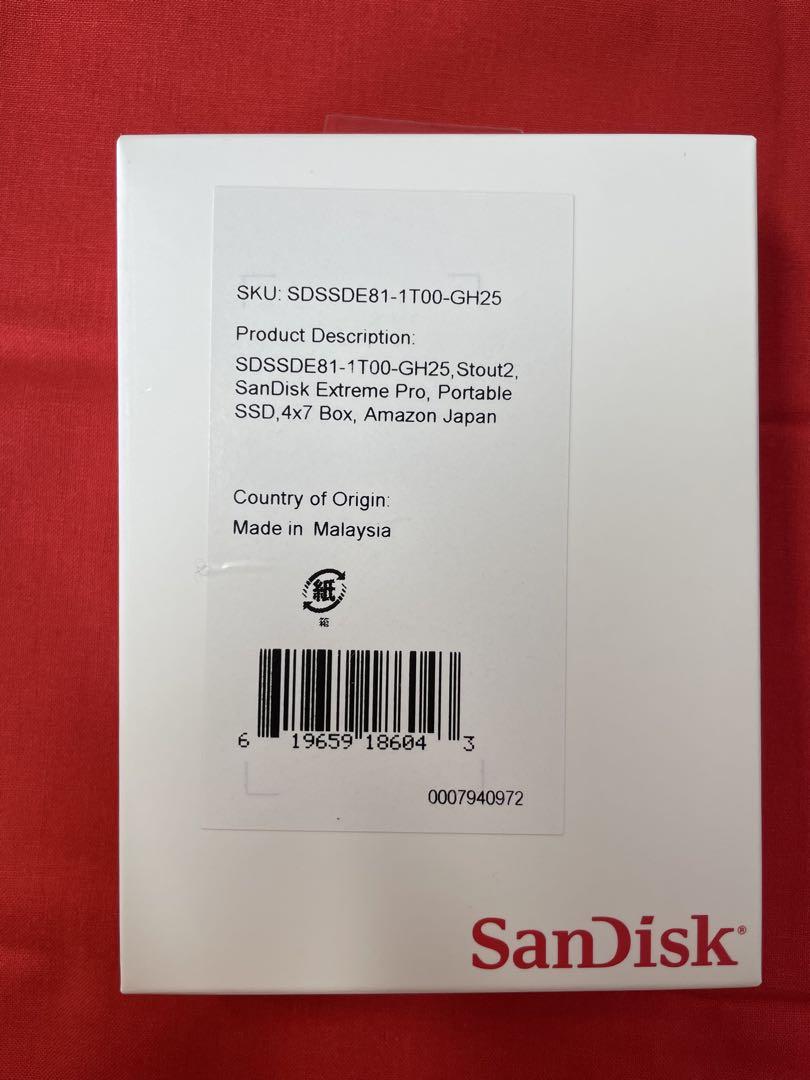 SKU: SDSSDE81-1T00-GH25
Product Description:
SDSSDE81-1T00-GH25,Stout2,
SanDisk Extreme Pro, Portable
SSD,4x7 Box, Amazon Japan
Country of Origin:
Made in Malaysia
紙
箱
6 19659 18604 3
0007940972
SanDisk®